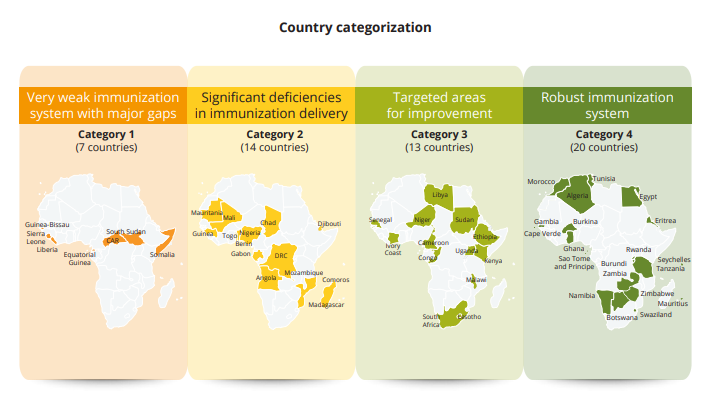 Country categorization
Very weak immunization
system with major gaps
Category 1
(7 countries)
Guinea-Bissau
Sierra
Leone
Liberia
South Sudan
CAR
Equatorial
Guinea
Somalia
Significant deficiencies
in immunization delivery
Category 2
(14 countries)
Mauritania
Mali
Chad
Djibouti
Guinea
Togo
Nigeria
Benin
Gabon
DRC
Angola
Mozambique
Comoros
Madagascar
Targeted areas
for improvement
Category 3
(13 countries)
Libya
Senegal
Niger
Sudan
Ivory
Coast
Cameroon
Ethiopia
Congo
Uganda
Kenya
Malawi
South
Africa
Lesotho
Robust immunization
system
Category 4
(20 countries)
Morocco
Tunisia
Algeria
Egypt
Gambia
Burkina
Eritrea
Cape Verde
Ghana
Rwanda
Sao Tome
and Principe
Burundi
Seychelles
Zambia
Tanzania
Namibia
Zimbabwe
Mauritius
Botswana
Swaziland